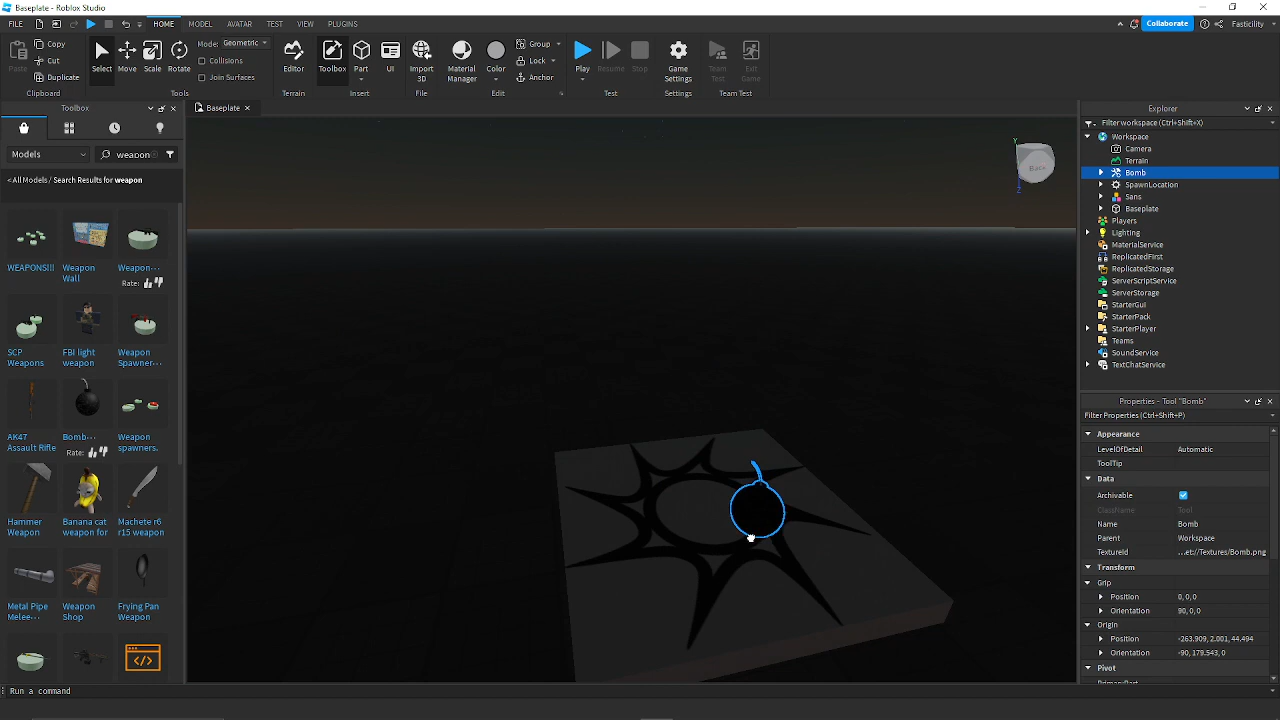 Baseplate - Roblox Studio
FILE HOME MODEL AVATAR TEST VIEW PLUGINS Collaborate Fasticility
Paste Copy Cut Duplicate Clipboard
Select Move Scale Rotate Mode: Geometric Collisions Join Surfaces Tools
Editor Terrain
Toolbox Part UI Insert
Import 3D File
Material Manager Color Group Lock Anchor Edit
Play Resume Stop Test
Game Settings Settings
Team Test Exit Game Team Test
Toolbox
Models weapon
<All Models / Search Results for weapon
WEAPONS!!! Weapon Wall Weapon···
Rate:
SCP Weapons FBI light weapon Weapon Spawner···
AK47 Assault Rifle Bomb··· Weapon spawners.
Rate:
Hammer Weapon Banana cat weapon for Machete r6 r15 weapon
Metal Pipe Melee··· Weapon Shop Frying Pan Weapon
Baseplate
Y
Z
Back
Explorer
Filter workspace (Ctrl+Shift+X)
Workspace
Camera
Terrain
Bomb
SpawnLocation
Sans
Baseplate
Players
Lighting
MaterialService
ReplicatedFirst
ReplicatedStorage
ServerScriptService
ServerStorage
StarterGui
StarterPack
StarterPlayer
Teams
SoundService
TextChatService
Properties - Tool "Bomb"
Filter Properties (Ctrl+Shift+P)
Appearance
LevelOfDetail Automatic
ToolTip
Data
Archivable
ClassName Tool
Name Bomb
Parent Workspace
TextureId ...et://Textures/Bomb.png
Transform
Grip
Position 0,0,0
Orientation 90,0,0
Origin
Position -263.909, 2.001, 44.494
Orientation -90,179.543,0
Pivot
Run a command